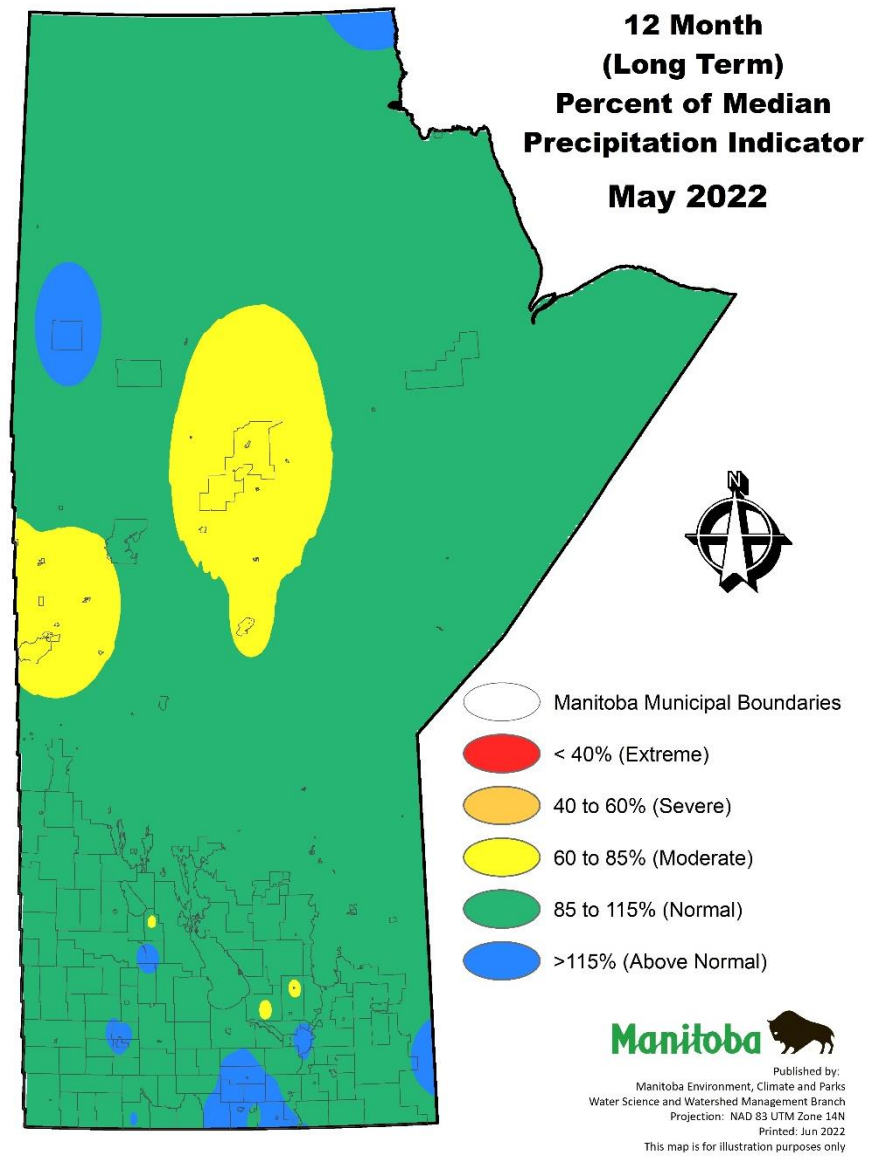 12 Month
(Long Term)
Percent of Median
Precipitation Indicator
May 2022
N
Manitoba Municipal Boundaries
< 40% (Extreme)
40 to 60% (Severe)
60 to 85% (Moderate)
85 to 115% (Normal)
>115% (Above Normal)
Manitoba
Published by:
Manitoba Environment, Climate and Parks
Water Science and Watershed Management Branch
Projection: NAD 83 UTM Zone 14N
Printed: Jun 2022
This map is for illustration purposes only